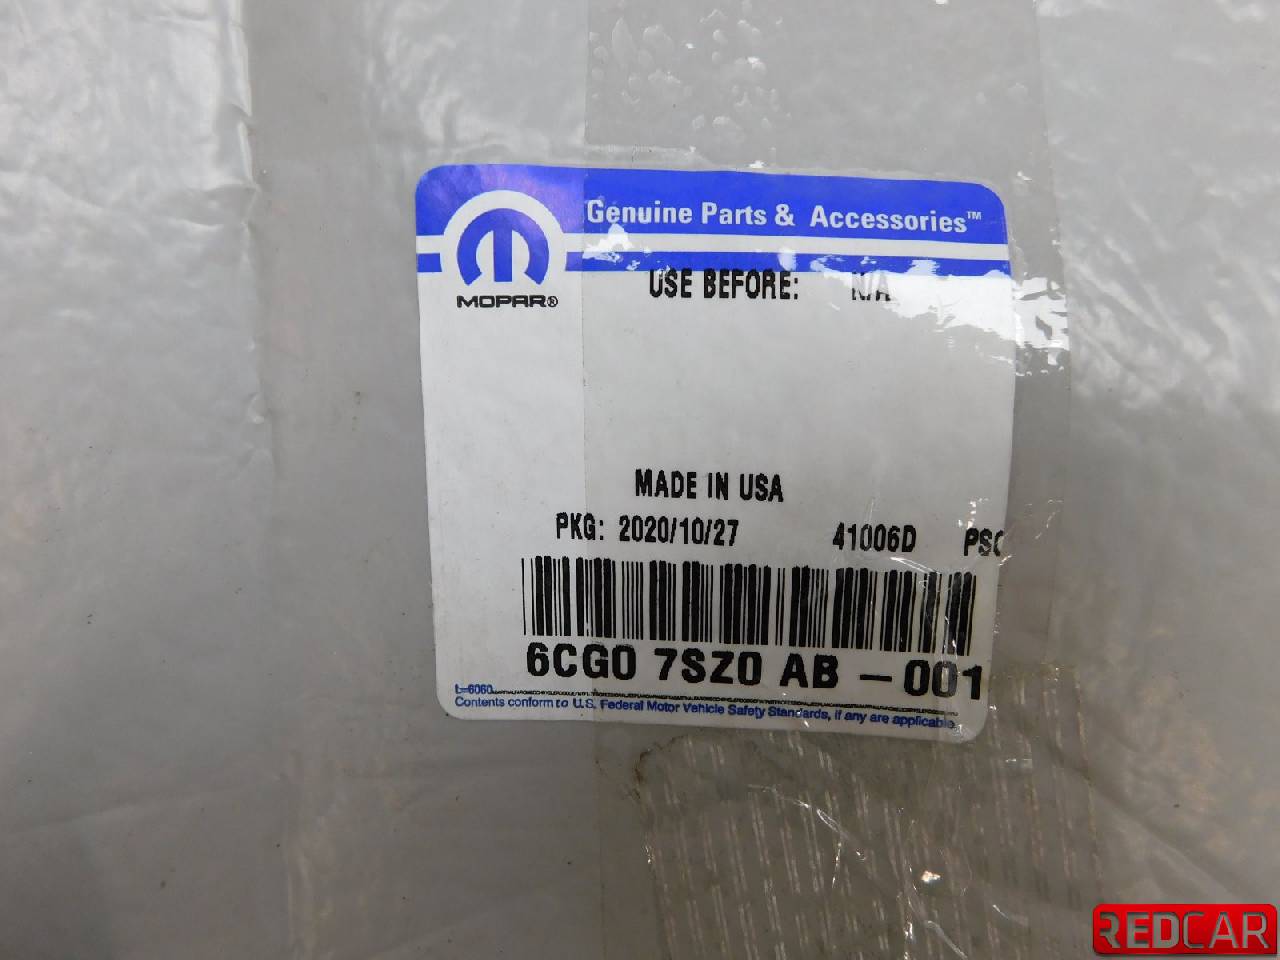 Genuine Parts & Accessories™
MOPAR®
USE BEFORE: N/A
MADE IN USA
PKG: 2020/10/27 41006D
6CG0 7SZ0 AB – 001
L-6060
Contents conform to U.S. Federal Motor Vehicle Safety Standards, if any are applicable
REDCAR